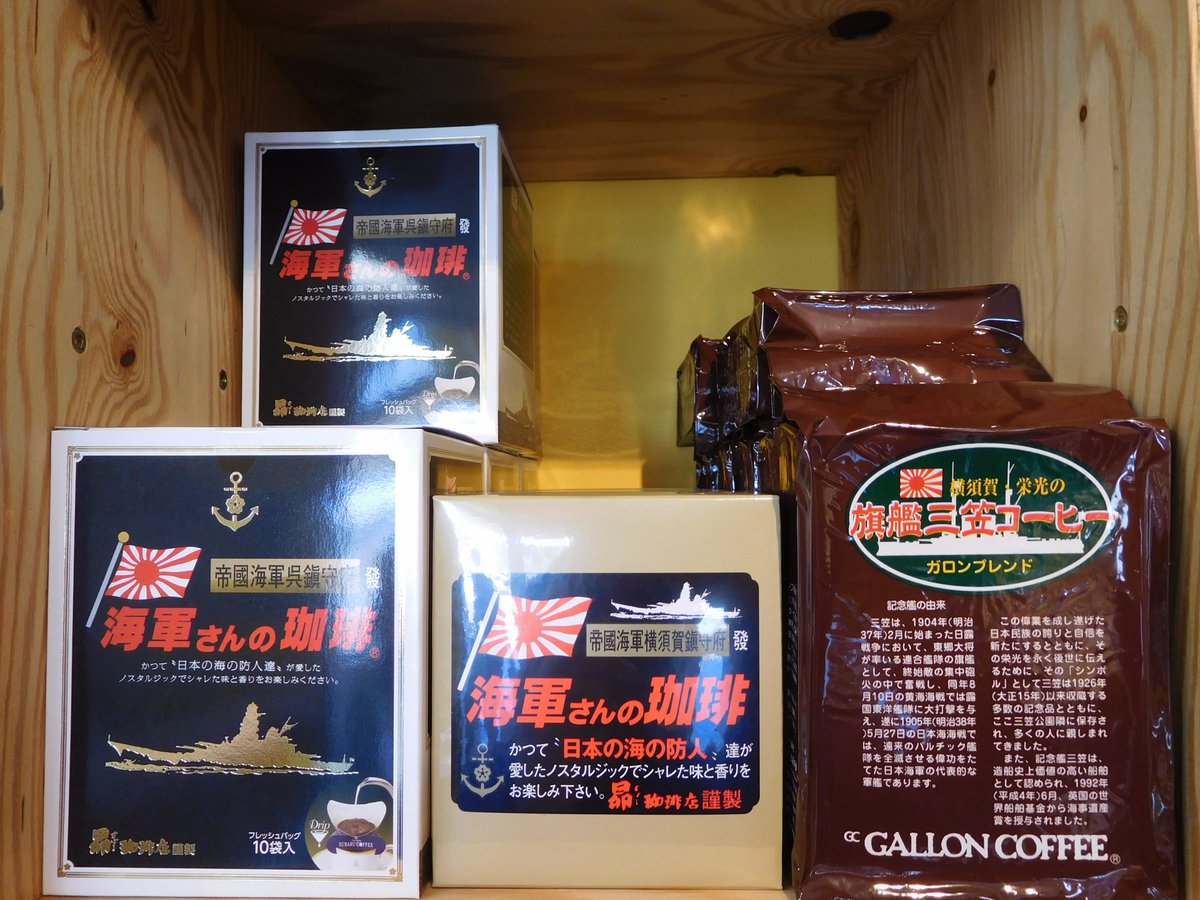 帝國海軍呉鎮守府
發
海軍さんの珈琲®
かつて〝日本の海の防人達〟が愛した
ノスタルジックでシャレた味と香りをお楽しみください。
Drip
フレッシュバッグ
10袋入
昴珈琲店謹製
帝國海軍呉鎮守府
發
海軍さんの珈琲®
かつて〝日本の海の防人達〟が愛した
ノスタルジックでシャレた味と香りをお楽しみください。
Drip
フレッシュバッグ
10袋入
SUBARU COFFEE
昴珈琲店謹製
帝國海軍横須賀鎮守府
發
海軍さんの珈琲
かつて〝日本の海の防人〟達が
愛したノスタルジックでシャレた味と香りを
お楽しみ下さい。昴珈琲店謹製
横須賀 栄光の
旗艦三笠コーヒー
ガロンブレンド
記念艦の由来
三笠は、1904年(明治
37年)2月に始まった日露
戦争において、東郷大将
が率いる連合艦隊の旗艦
として、終始敵の集中砲
火の中で奮戦し、同年8
月10日の黄海海戦では露
国東洋艦隊に大打撃を与
え、遂に1905年(明治38年
)5月27日の日本海海戦で
は、遠来のバルチック艦
隊を全滅させる偉功をた
てた日本海軍の代表的な
軍艦であります。
この偉業を成し遂げた
日本民族の誇りと自信を
新たにするとともに、そ
の栄光を永く後世に伝え
るために、その「シンボ
ル」として三笠は1926年
(大正15年)以来収蔵する
多数の記念品とともに、
ここ三笠公園隣に保存さ
れ、多くの人に親しまれ
てきました。
また、記念艦三笠は、
造船史上価値の高い船舶
として認められ、1992年
(平成4年)6月、英国の世
界船舶基金から海事遺産
賞を授与されました。
GC GALLON COFFEE®